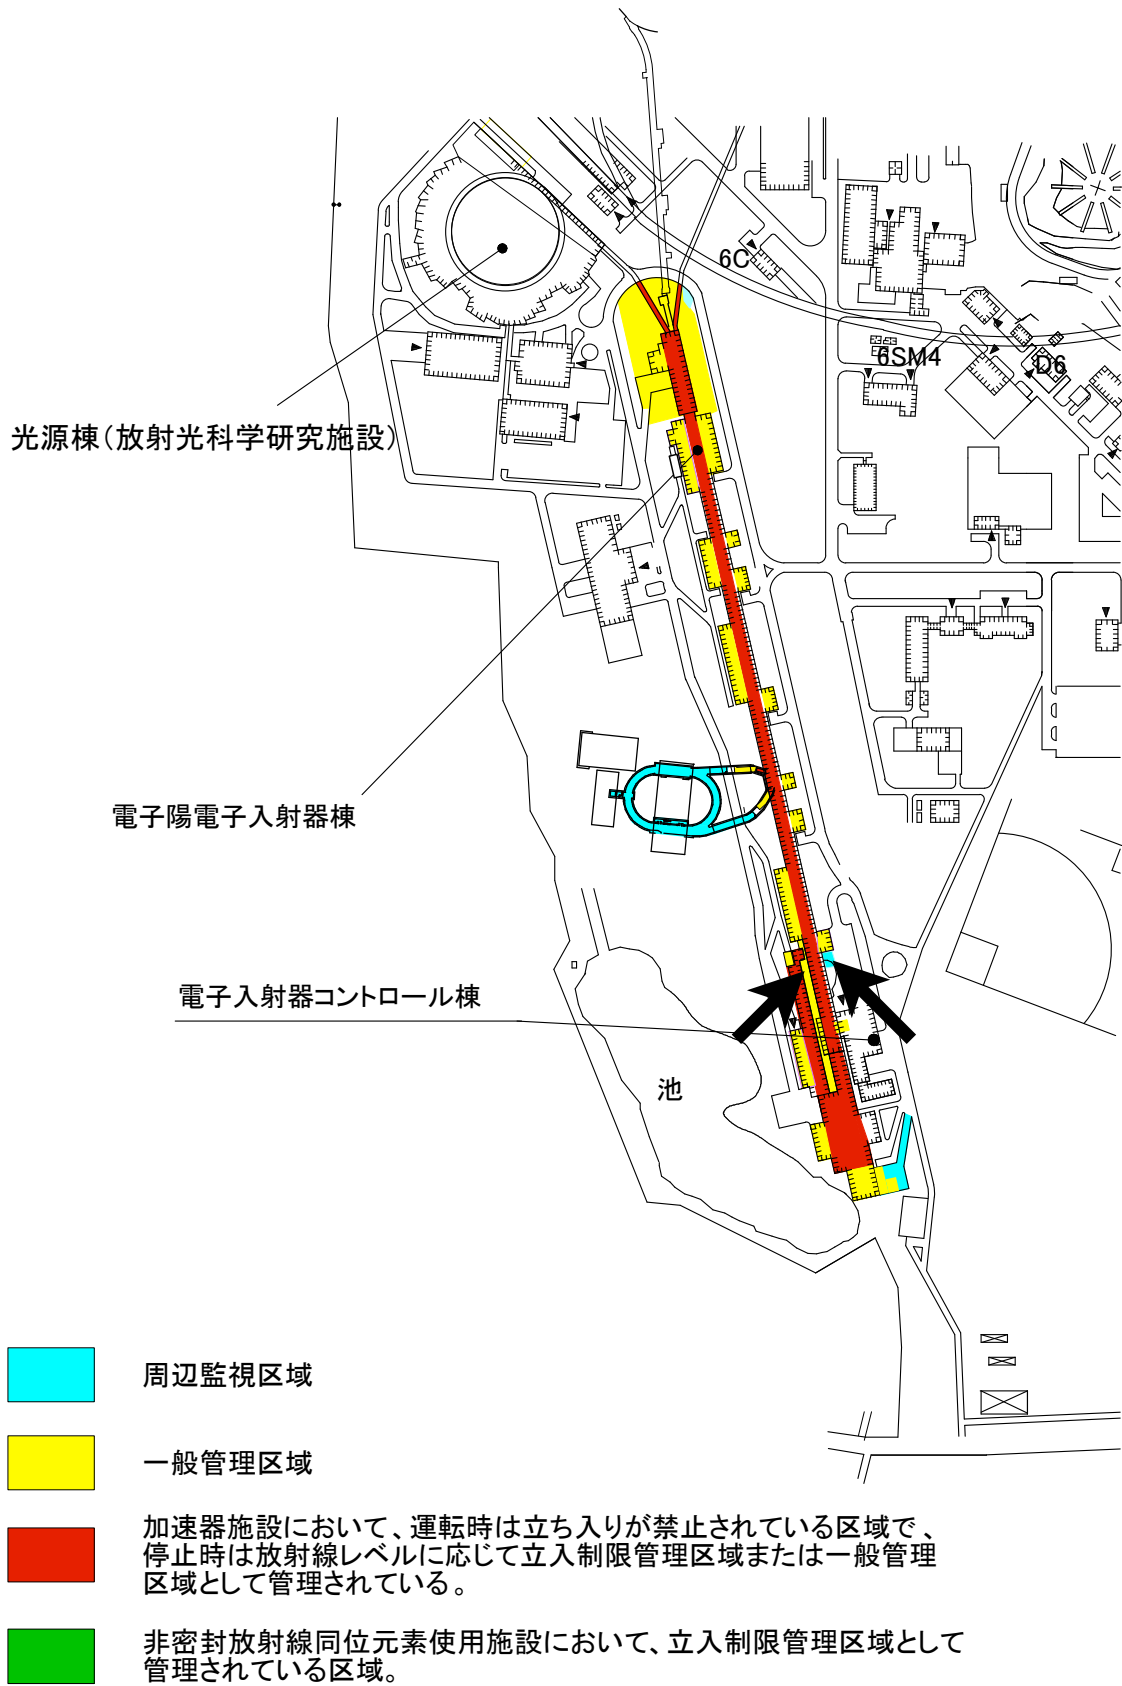 6C
6SM4
D6
光源棟(放射光科学研究施設)
電子陽電子入射器棟
電子入射器コントロール棟
池
周辺監視区域
一般管理区域
加速器施設において、運転時は立ち入りが禁止されている区域で、
停止時は放射線レベルに応じて立入制限管理区域または一般管理
区域として管理されている。
非密封放射線同位元素使用施設において、立入制限管理区域として
管理されている区域。